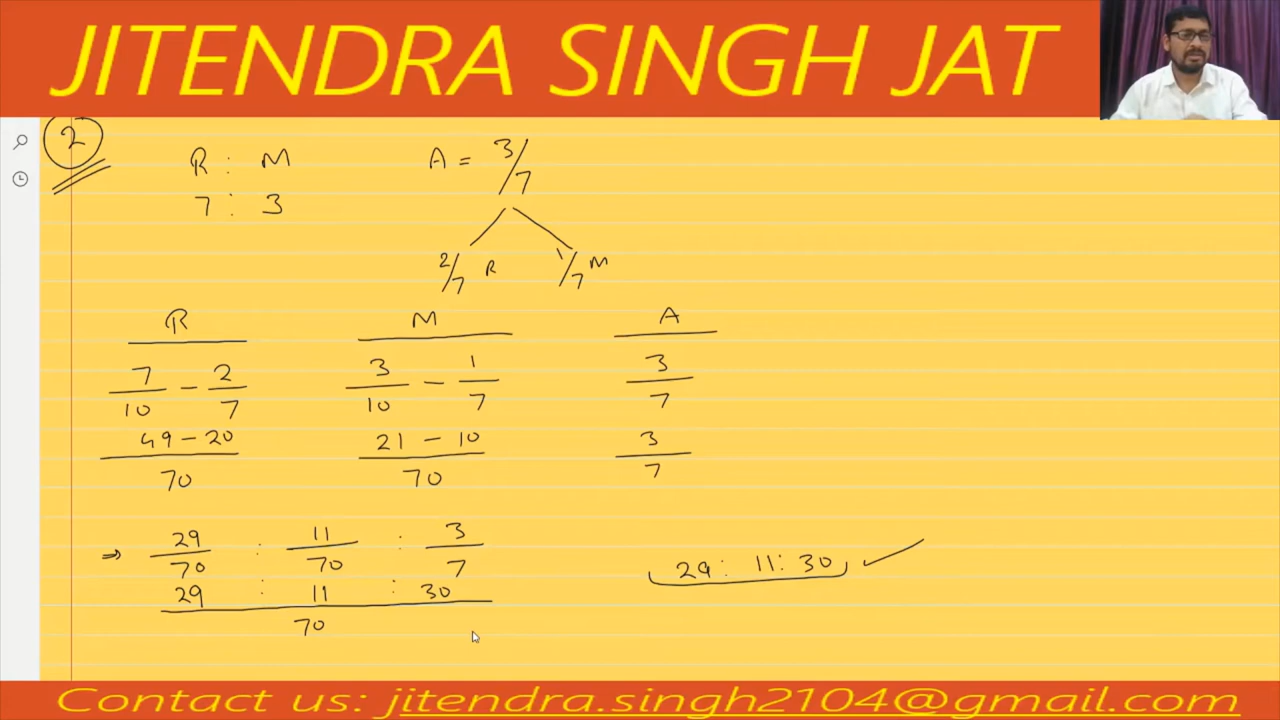 JITENDRA SINGH JAT
2
R : M A = 3/7
7 : 3
2/7 R 1/7 M
R M A
7/10 - 2/7 3/10 - 1/7 3/7
49 - 20 / 70 21 - 10 / 70 3/7
⇒ 29/70 : 11/70 : 3/7
29 : 11 : 30 / 70 29 : 11 : 30 ✓
Contact us: jitendra.singh2104@gmail.com